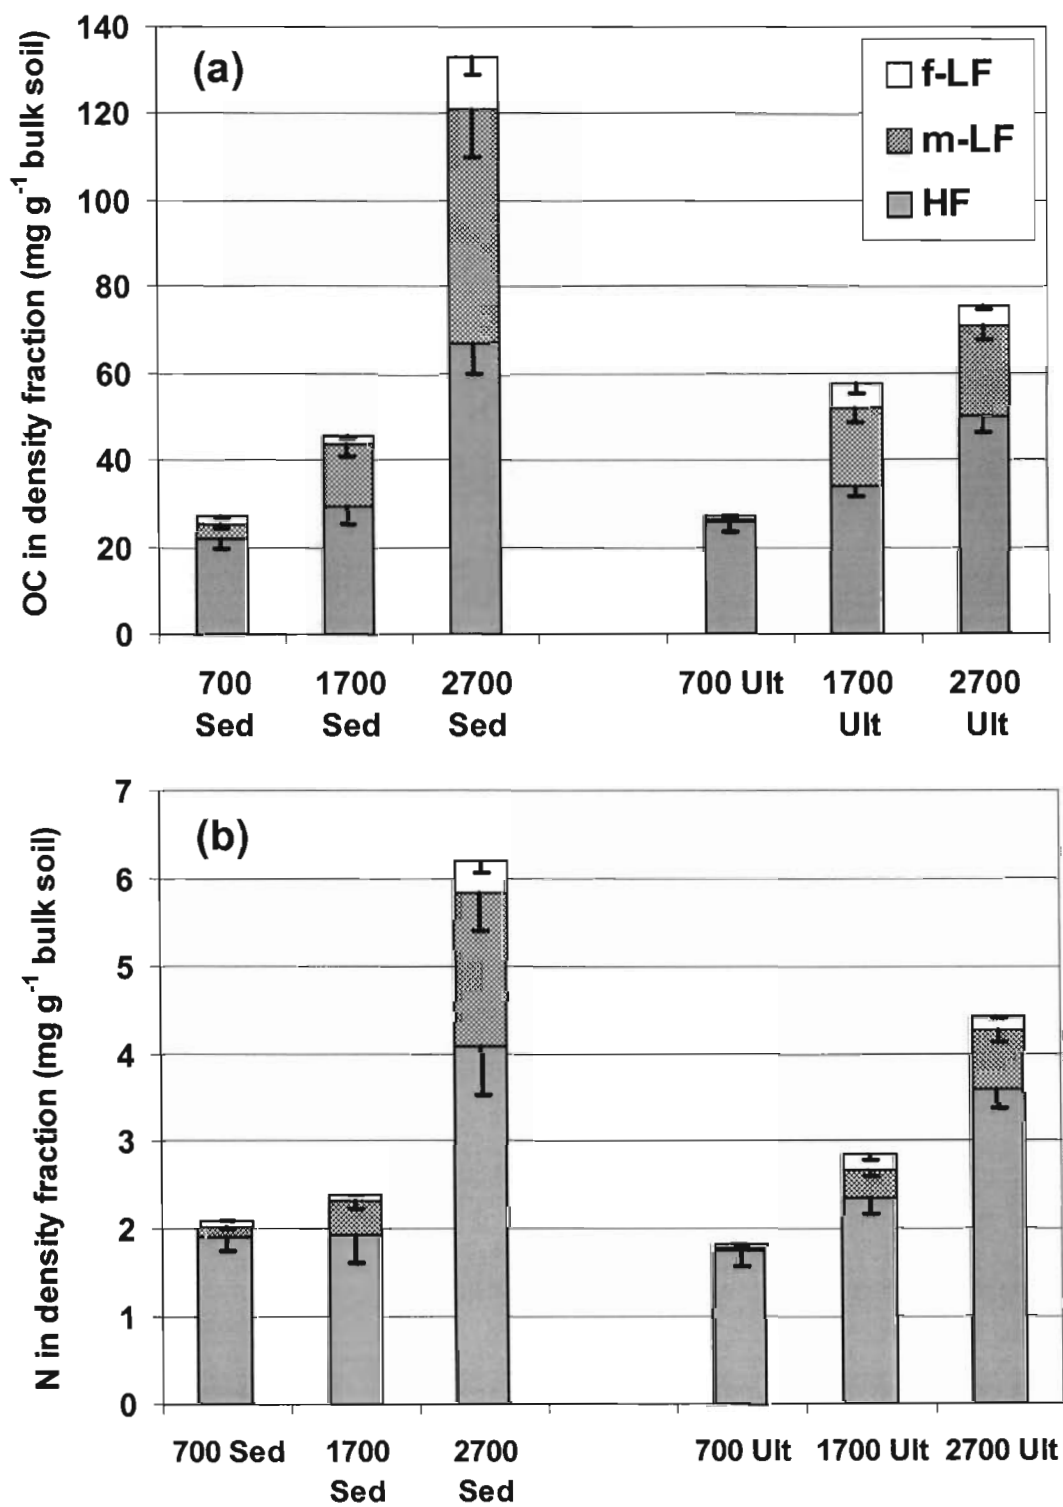 OC in density fraction (mg g⁻¹ bulk soil)
140
120
100
80
60
40
20
0
(a)
f-LF
m-LF
HF
700 Sed
1700 Sed
2700 Sed
700 Ult
1700 Ult
2700 Ult
N in density fraction (mg g⁻¹ bulk soil)
7
6
5
4
3
2
1
0
(b)
700 Sed
1700 Sed
2700 Sed
700 Ult
1700 Ult
2700 Ult